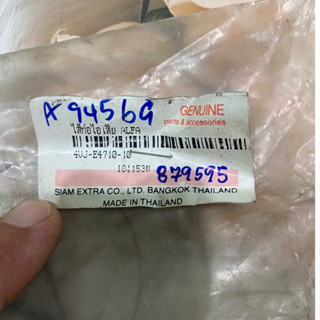 A 94569
GENUINE
parts & accessories
ไส้ท่อไอเสีย ALFA
4VJ-E4710-10
181153U
879595
SIAM EXTRA CO., LTD. BANGKOK THAILAND
MADE IN THAILAND